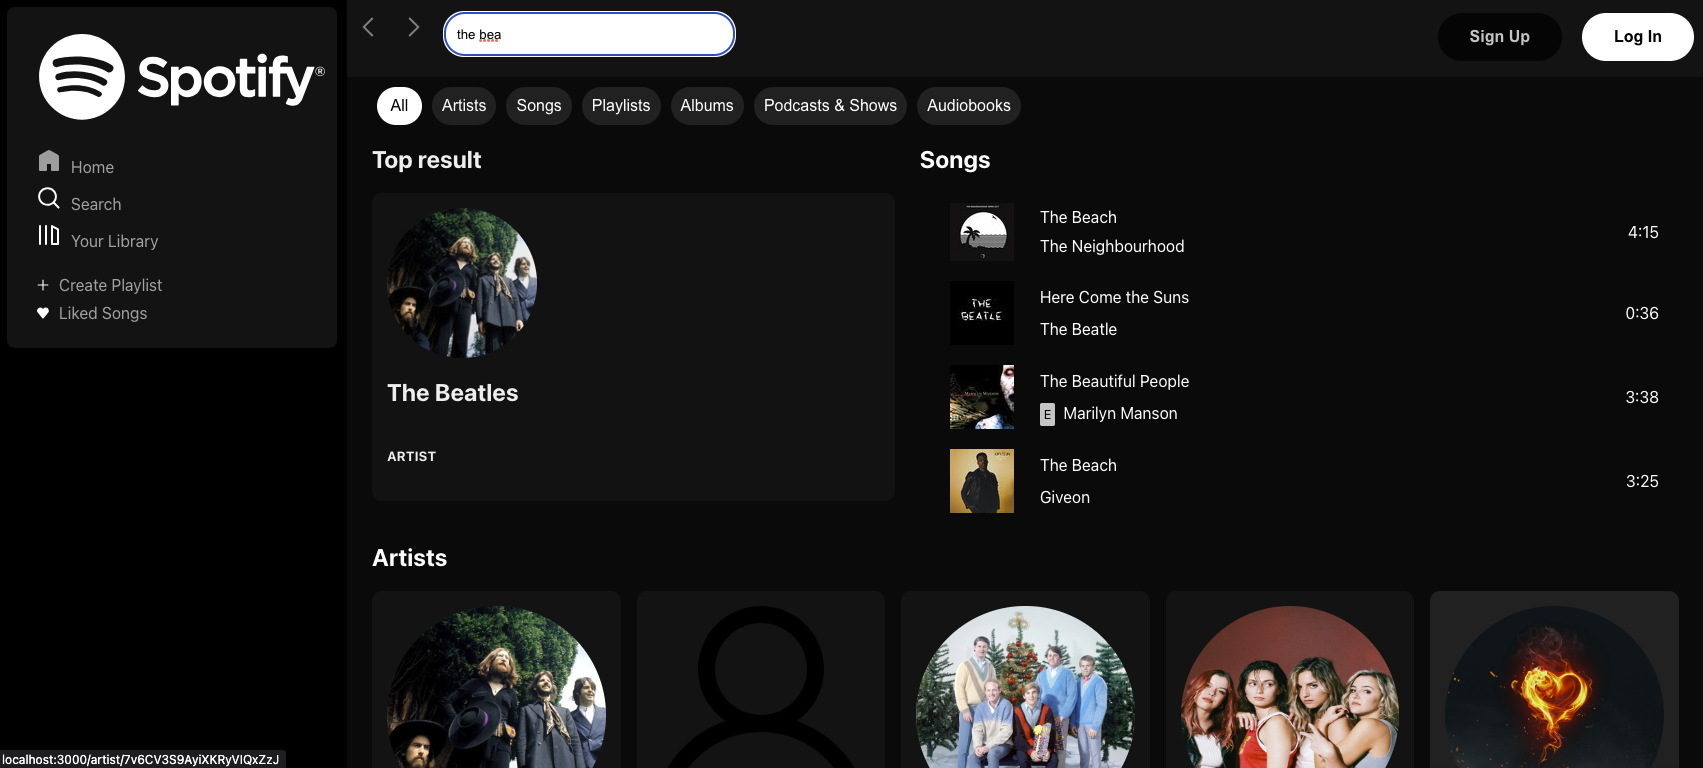 Spotify®
Home
Search
Your Library
+ Create Playlist
Liked Songs
the bea
Sign Up
Log In
All
Artists
Songs
Playlists
Albums
Podcasts & Shows
Audiobooks
Top result
The Beatles
ARTIST
Songs
The Beach
The Neighbourhood
4:15
THE
BEATLE
Here Come the Suns
The Beatle
0:36
The Beautiful People
E Marilyn Manson
3:38
The Beach
Giveon
3:25
Artists
localhost:3000/artist/7v6CV3S9AyiXKRyVIQxZzJ